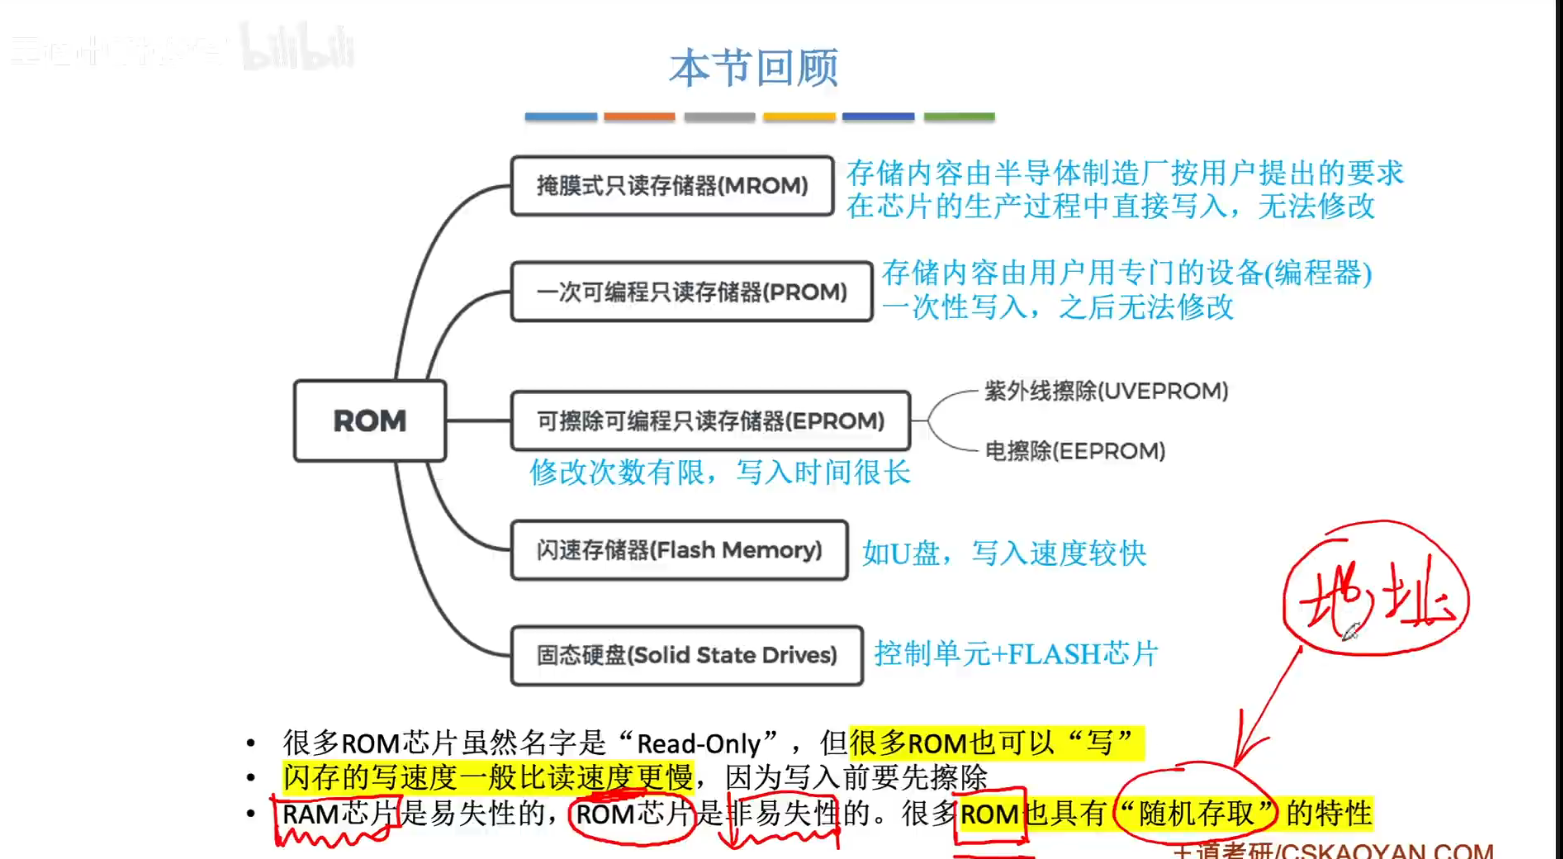 bilibili
本节回顾
掩膜式只读存储器(MROM)
存储内容由半导体制造厂按用户提出的要求
在芯片的生产过程中直接写入，无法修改
一次可编程只读存储器(PROM)
存储内容由用户用专门的设备(编程器)
一次性写入，之后无法修改
ROM
可擦除可编程只读存储器(EPROM)
紫外线擦除(UVEPROM)
电擦除(EEPROM)
修改次数有限，写入时间很长
闪速存储器(Flash Memory)
如U盘，写入速度较快
地址
固态硬盘(Solid State Drives)
控制单元+FLASH芯片
• 很多ROM芯片虽然名字是“Read-Only”，但很多ROM也可以“写”
• 闪存的写速度一般比读速度更慢，因为写入前要先擦除
• RAM芯片是易失性的，ROM芯片是非易失性的。很多ROM也具有“随机存取”的特性
王道考研/CSKAOYAN.COM